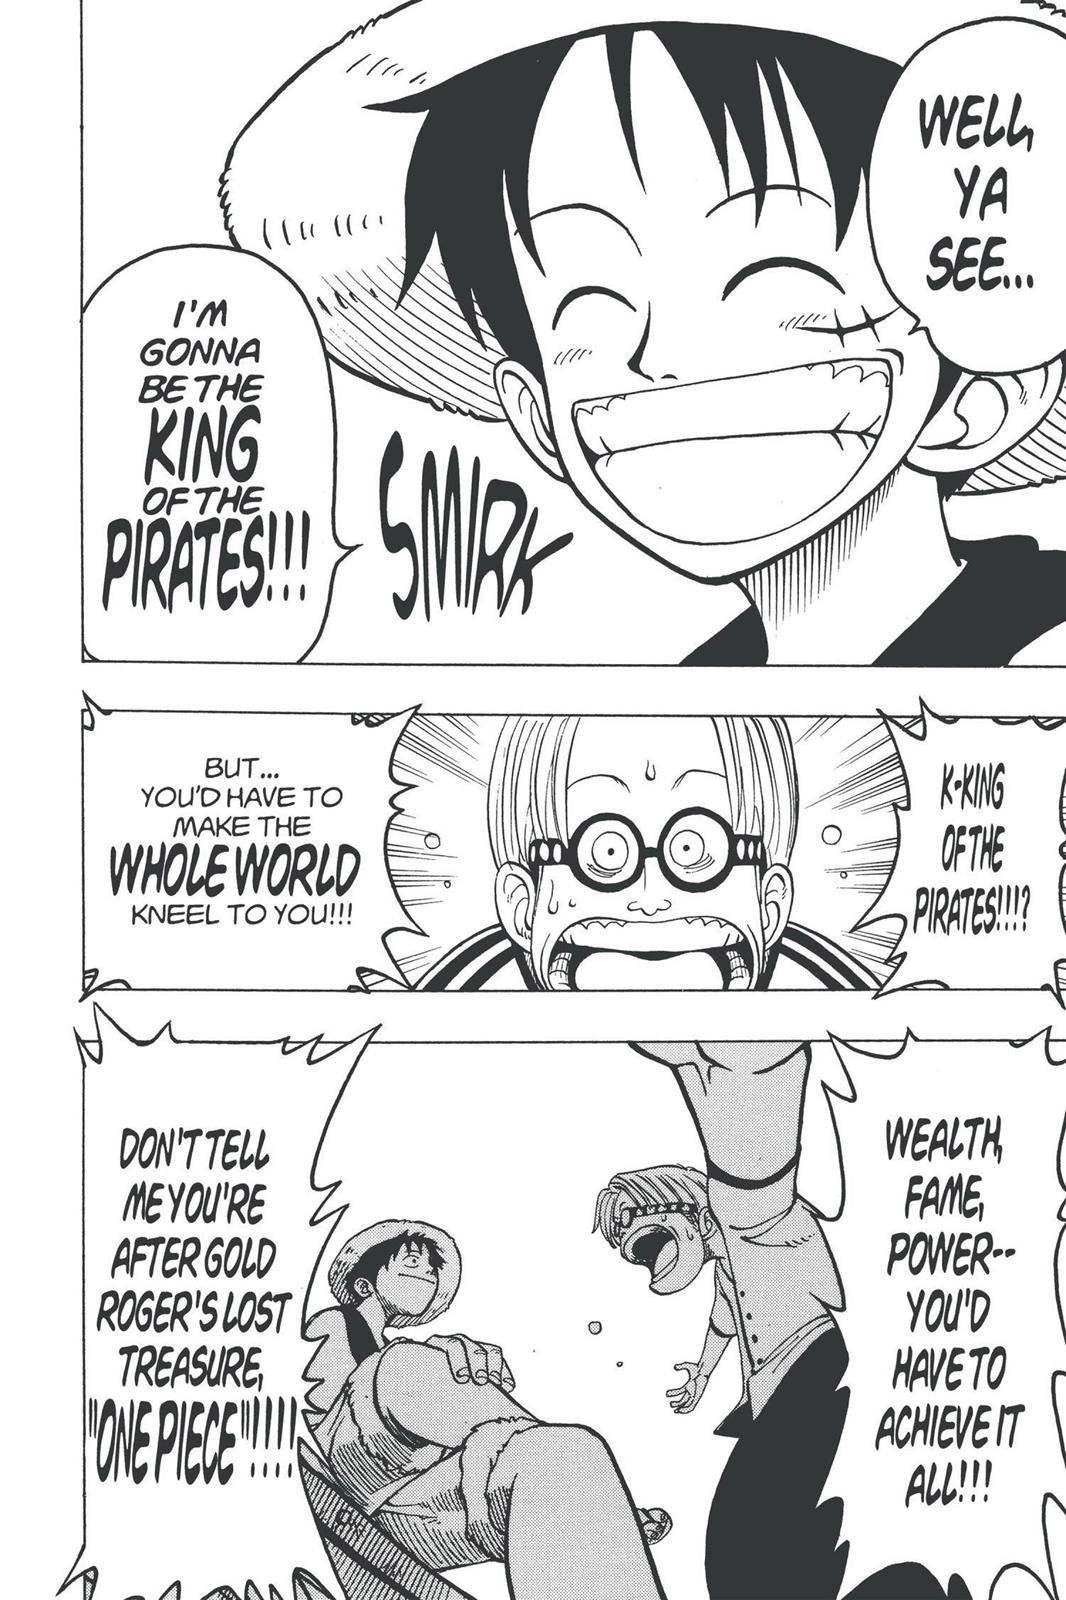 WELL,
YA
SEE...
I'M
GONNA
BE THE
KING
OF THE
PIRATES!!!
SMIRK
K-KING
OF THE
PIRATES!!!?
BUT...
YOU'D HAVE TO
MAKE THE
WHOLE WORLD
KNEEL TO YOU!!!
WEALTH,
FAME,
POWER--
YOU'D
HAVE TO
ACHIEVE IT
ALL!!!
DON'T TELL
ME YOU'RE
AFTER GOLD
ROGER'S LOST
TREASURE,
"ONE PIECE"!!!!